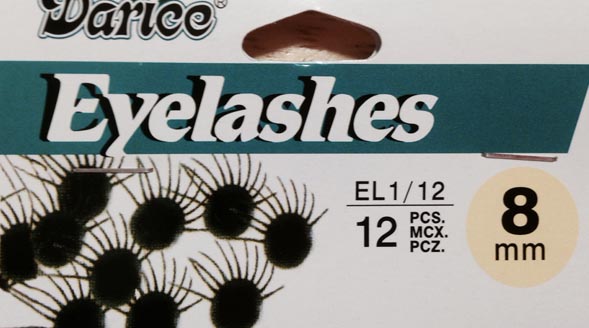 Darice®
Eyelashes
EL1/12
12 PCS.
MCX.
PCZ.
8
mm